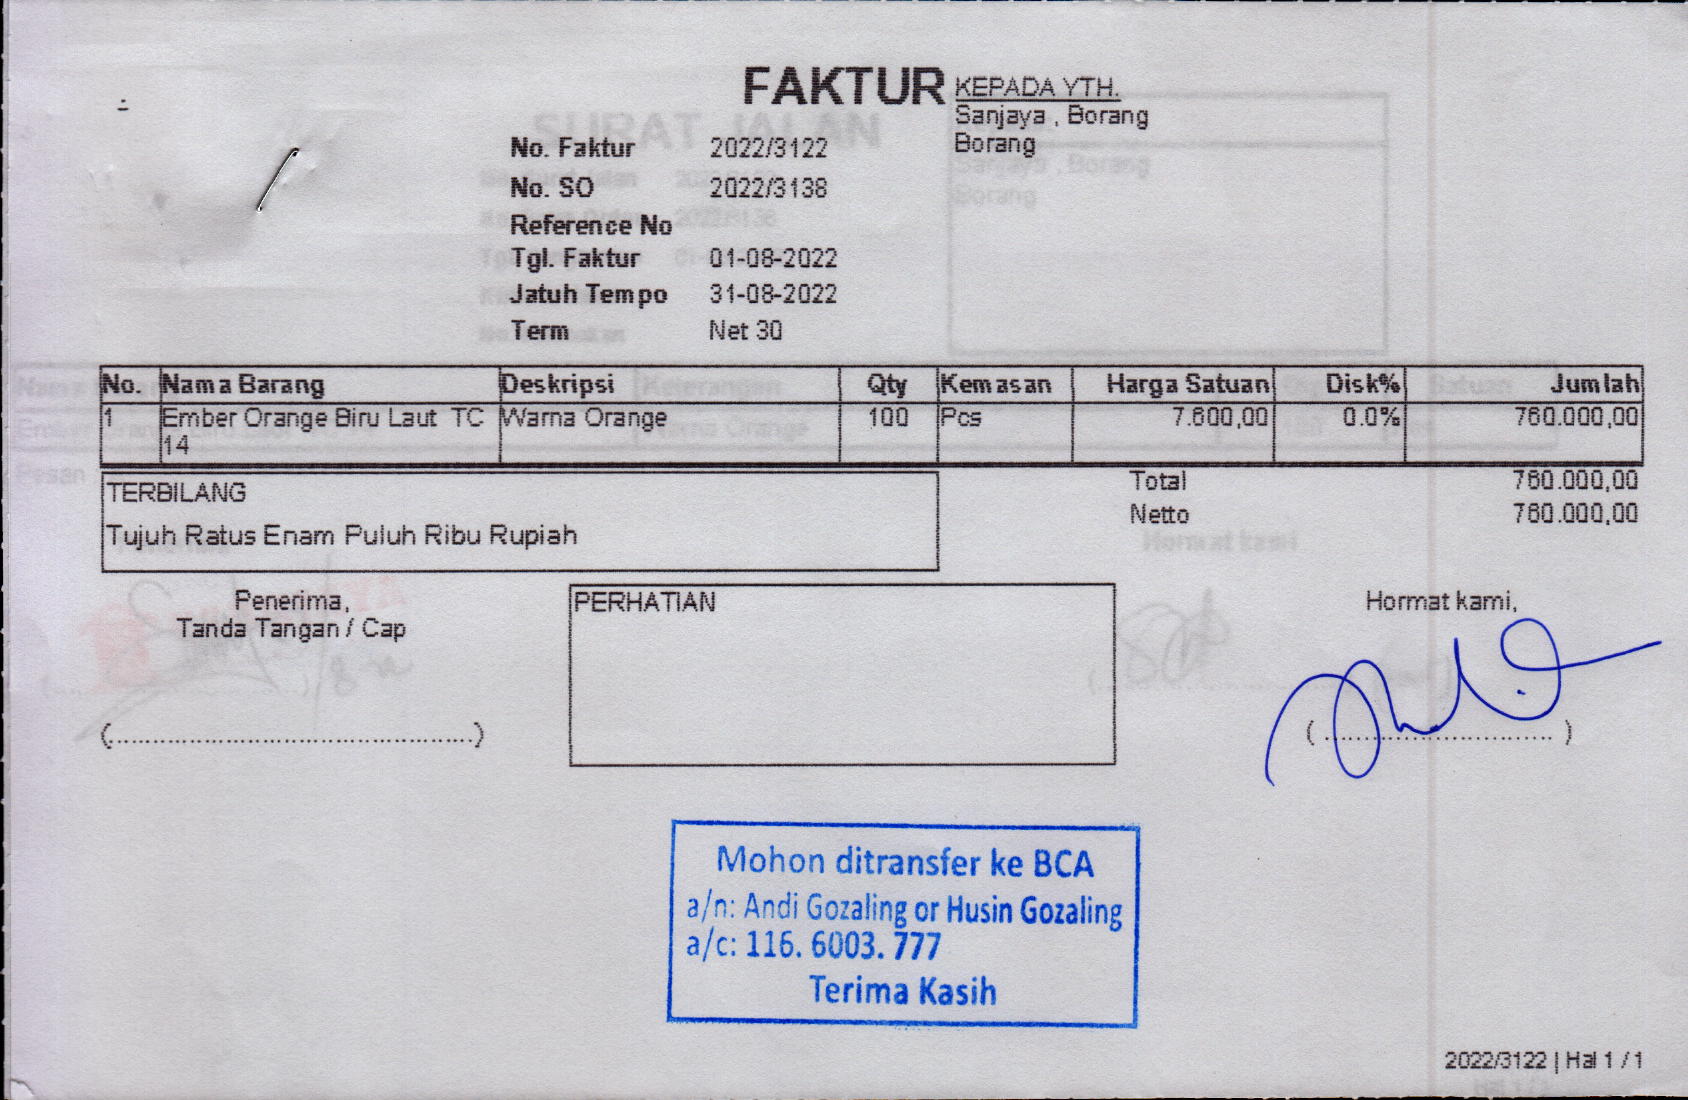 FAKTUR
KEPADA YTH.
Sanjaya , Borang
Borang
No. Faktur 2022/3122
No. SO 2022/3138
Reference No
Tgl. Faktur 01-08-2022
Jatuh Tempo 31-08-2022
Term Net 30
No. Nama Barang Deskripsi Qty Kemasan Harga Satuan Disk% Jumlah
1 Ember Orange Biru Laut TC Warna Orange 100 Pcs 7.600,00 0.0% 760.000,00
14
Total 760.000,00
Netto 760.000,00
TERBILANG
Tujuh Ratus Enam Puluh Ribu Rupiah
Penerima,
Tanda Tangan / Cap
(..............................................)
PERHATIAN
Hormat kami,
( ............................. )
Mohon ditransfer ke BCA
a/n: Andi Gozaling or Husin Gozaling
a/c: 116. 6003. 777
Terima Kasih
2022/3122 | Hal 1 / 1